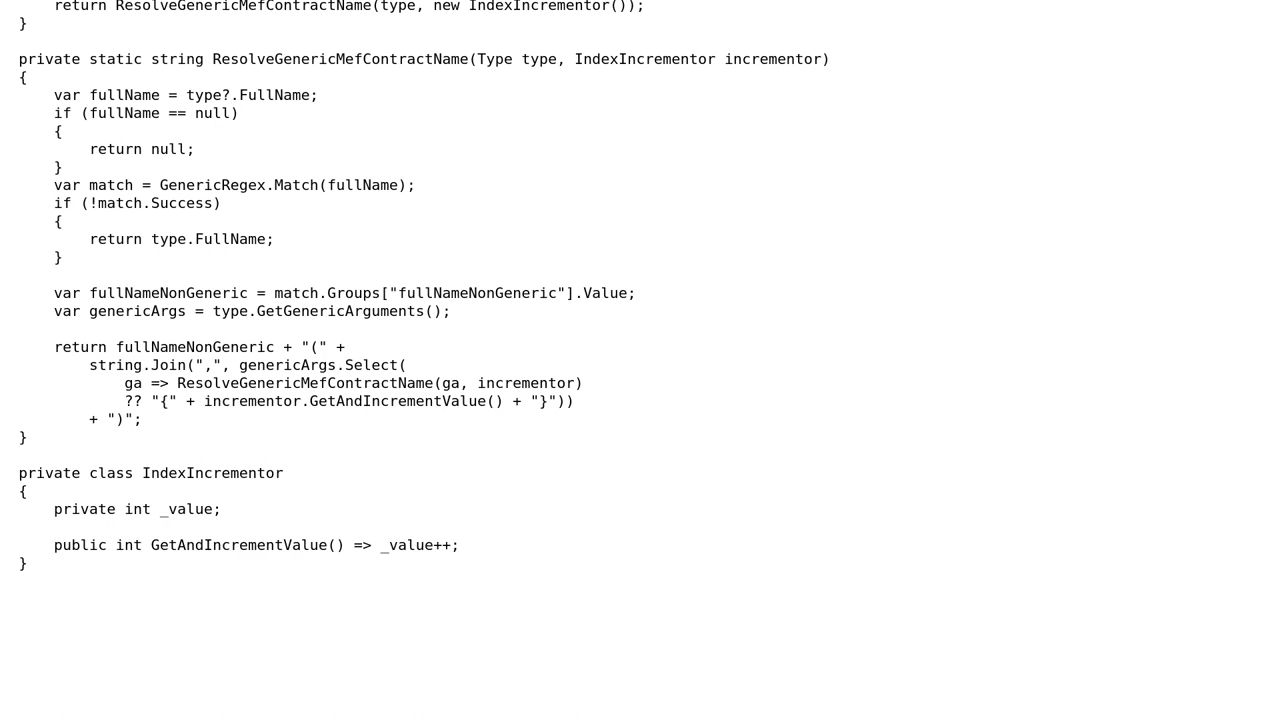 return ResolveGenericMefContractName(type, new IndexIncrementor());
}

private static string ResolveGenericMefContractName(Type type, IndexIncrementor incrementor)
{
    var fullName = type?.FullName;
    if (fullName == null)
    {
        return null;
    }
    var match = GenericRegex.Match(fullName);
    if (!match.Success)
    {
        return type.FullName;
    }

    var fullNameNonGeneric = match.Groups["fullNameNonGeneric"].Value;
    var genericArgs = type.GetGenericArguments();

    return fullNameNonGeneric + "(" +
        string.Join(",", genericArgs.Select(
            ga => ResolveGenericMefContractName(ga, incrementor)
            ?? "{" + incrementor.GetAndIncrementValue() + "}"))
        + ")";
}

private class IndexIncrementor
{
    private int _value;

    public int GetAndIncrementValue() => _value++;
}